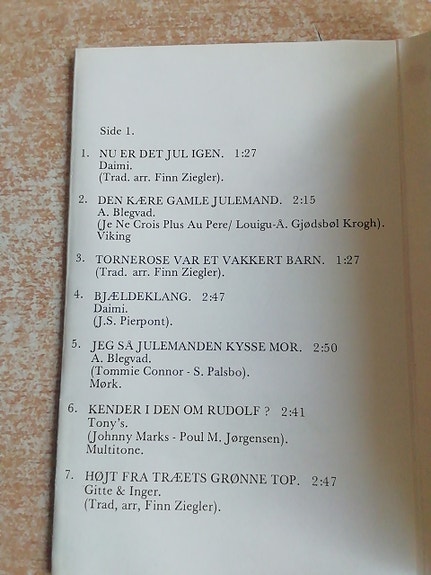 Side 1.
1. NU ER DET JUL IGEN. 1:27
Daimi.
(Trad. arr. Finn Ziegler).
2. DEN KÆRE GAMLE JULEMAND. 2:15
A. Blegvad.
(Je Ne Crois Plus Au Pere/ Louigu-A. Gjødsbøl Krogh).
Viking
3. TORNEROSE VAR ET VAKKERT BARN. 1:27
(Trad. arr. Finn Ziegler).
4. BJÆLDEKLANG. 2:47
Daimi.
(J.S. Pierpont).
5. JEG SÅ JULEMANDEN KYSSE MOR. 2:50
A. Blegvad.
(Tommie Connor - S. Palsbo).
Mørk.
6. KENDER I DEN OM RUDOLF ? 2:41
Tony's.
(Johnny Marks - Poul M. Jørgensen).
Multitone.
7. HØJT FRA TRÆETS GRØNNE TOP. 2:47
Gitte & Inger.
(Trad, arr, Finn Ziegler).